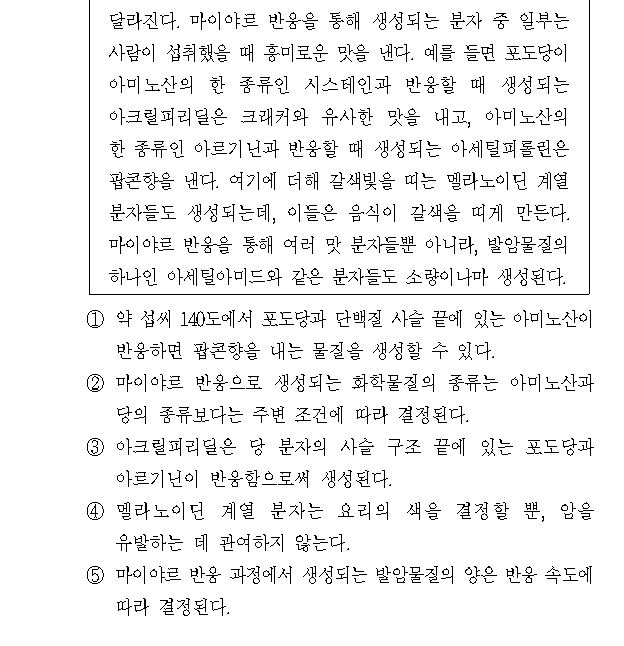 달라진다. 마이야르 반응을 통해 생성되는 분자 중 일부는
사람이 섭취했을 때 흥미로운 맛을 낸다. 예를 들면 포도당이
아미노산의 한 종류인 시스테인과 반응할 때 생성되는
아크릴피리딜은 크래커와 유사한 맛을 내고, 아미노산의
한 종류인 아르기닌과 반응할 때 생성되는 아세틸피롤린은
팝콘향을 낸다. 여기에 더해 갈색빛을 띠는 멜라노이딘 계열
분자들도 생성되는데, 이들은 음식이 갈색을 띠게 만든다.
마이야르 반응을 통해 여러 맛 분자들뿐 아니라, 발암물질의
하나인 아세틸아미드와 같은 분자들도 소량이나마 생성된다.
① 약 섭씨 140도에서 포도당과 단백질 사슬 끝에 있는 아미노산이
반응하면 팝콘향을 내는 물질을 생성할 수 있다.
② 마이야르 반응으로 생성되는 화학물질의 종류는 아미노산과
당의 종류보다는 주변 조건에 따라 결정된다.
③ 아크릴피리딜은 당 분자의 사슬 구조 끝에 있는 포도당과
아르기닌이 반응함으로써 생성된다.
④ 멜라노이딘 계열 분자는 요리의 색을 결정할 뿐, 암을
유발하는 데 관여하지 않는다.
⑤ 마이야르 반응 과정에서 생성되는 발암물질의 양은 반응 속도에
따라 결정된다.